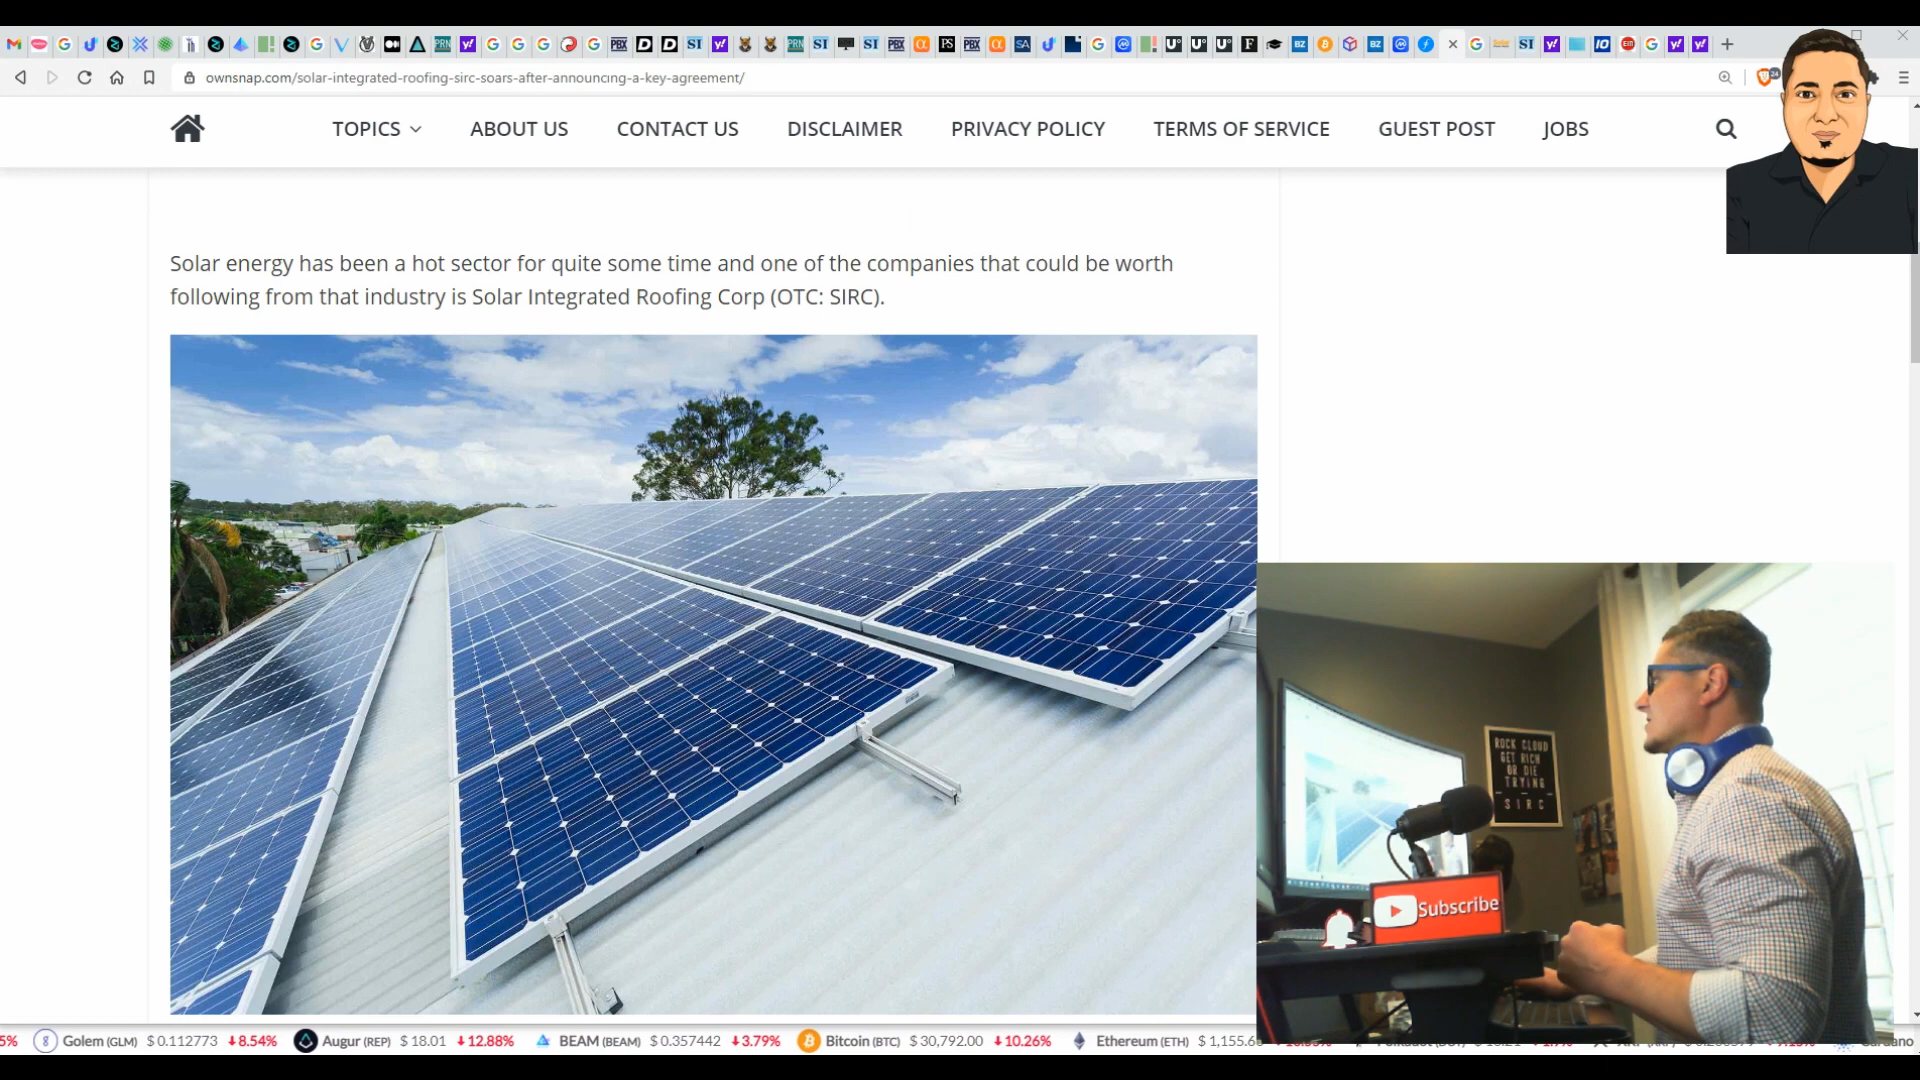 ownsnap.com/solar-integrated-roofing-sirc-soars-after-announcing-a-key-agreement/
TOPICS ABOUT US CONTACT US DISCLAIMER PRIVACY POLICY TERMS OF SERVICE GUEST POST JOBS
Solar energy has been a hot sector for quite some time and one of the companies that could be worth
following from that industry is Solar Integrated Roofing Corp (OTC: SIRC).
ROCK CLOUD
GET RICH
OR DIE
TRYING
SIRC
Subscribe
5% Golem (GLM) $ 0.112773 ↓8.54% Augur (REP) $ 18.01 ↓12.88% BEAM (BEAM) $ 0.357442 ↓3.79% Bitcoin (BTC) $ 30,792.00 ↓10.26% Ethereum (ETH) $ 1,155.6